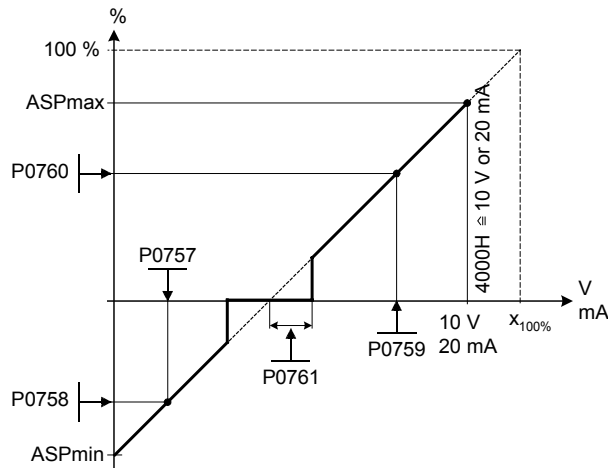 %
100 %
ASPmax
P0760
P0757
4000H ≙ 10 V or 20 mA
V
mA
10 V
20 mA
x100%
P0759
P0761
P0758
ASPmin